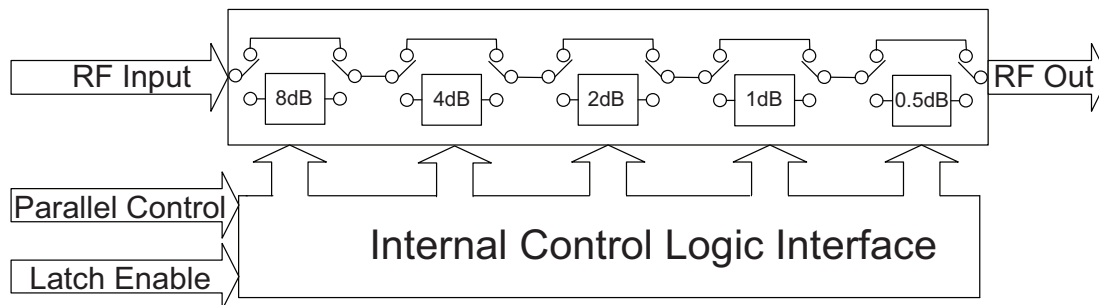 RF Input
8dB
4dB
2dB
1dB
0.5dB
RF Out
Parallel Control
Internal Control Logic Interface
Latch Enable